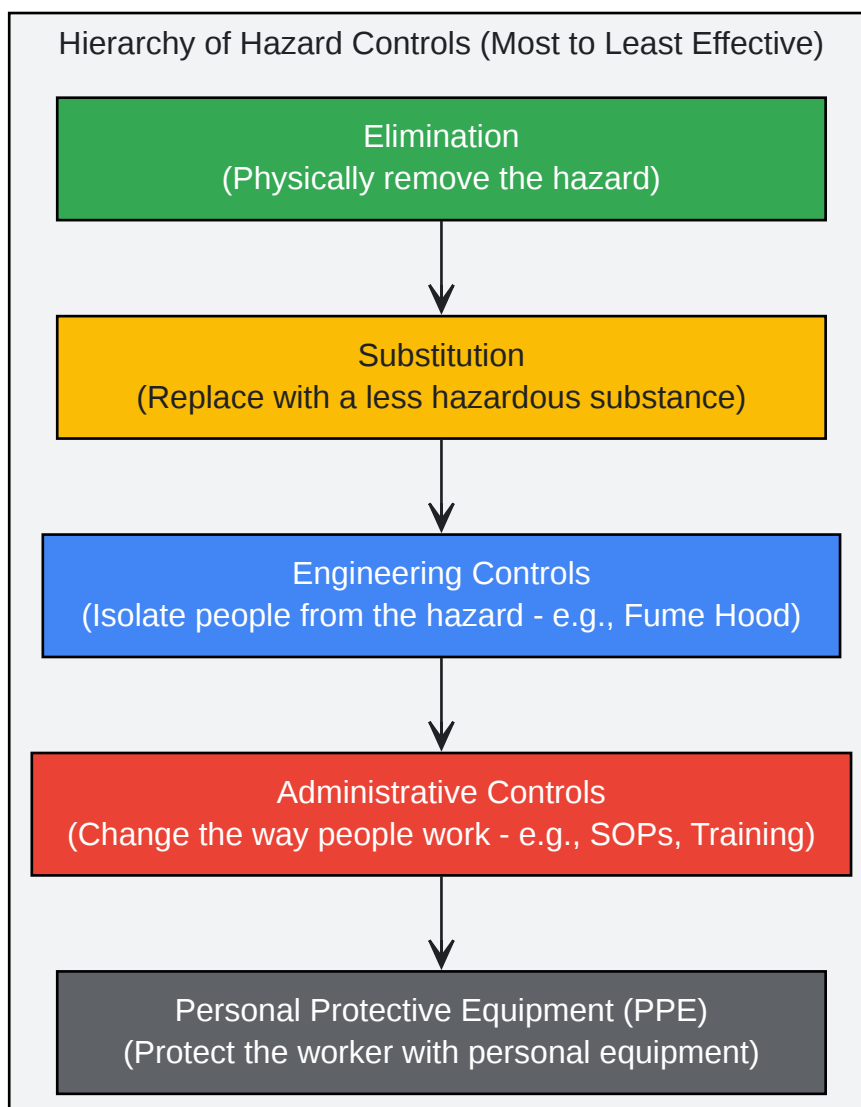 Hierarchy of Hazard Controls (Most to Least Effective)
Elimination
(Physically remove the hazard)
Substitution
(Replace with a less hazardous substance)
Engineering Controls
(Isolate people from the hazard - e.g., Fume Hood)
Administrative Controls
(Change the way people work - e.g., SOPs, Training)
Personal Protective Equipment (PPE)
(Protect the worker with personal equipment)